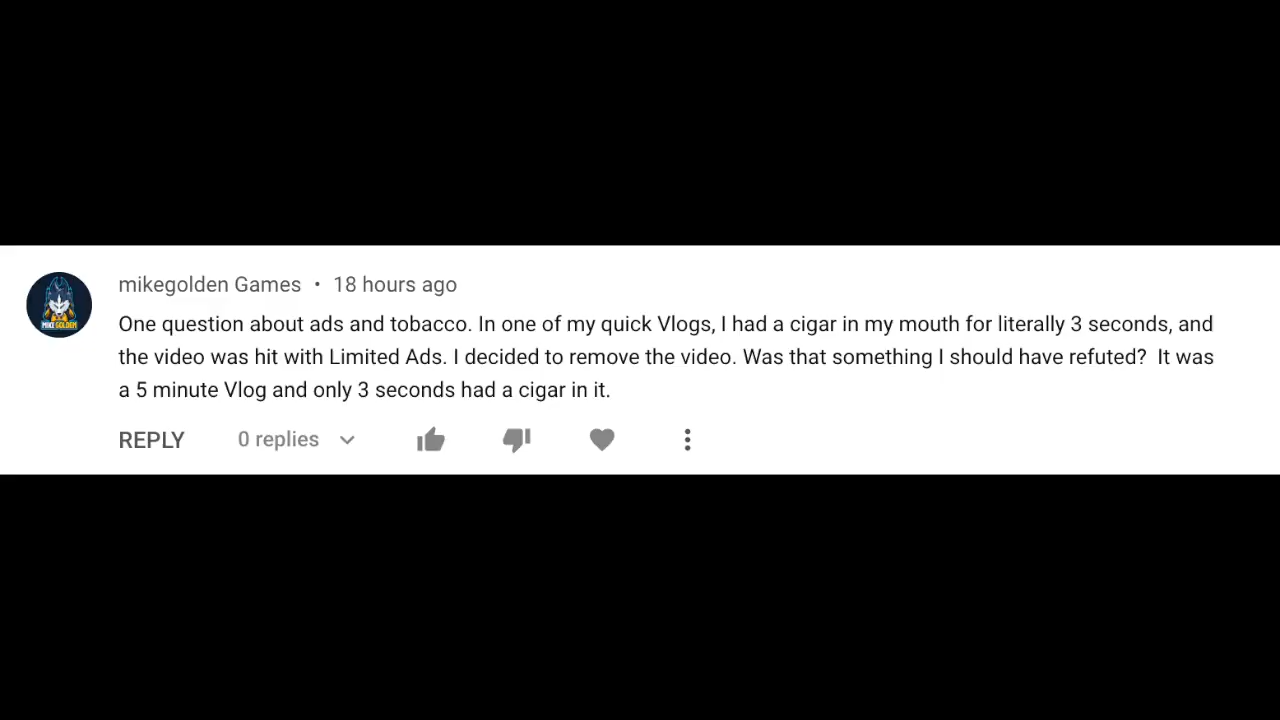 mikegolden Games • 18 hours ago
One question about ads and tobacco. In one of my quick Vlogs, I had a cigar in my mouth for literally 3 seconds, and
the video was hit with Limited Ads. I decided to remove the video. Was that something I should have refuted? It was
a 5 minute Vlog and only 3 seconds had a cigar in it.
REPLY 0 replies
MIKE GOLDEN